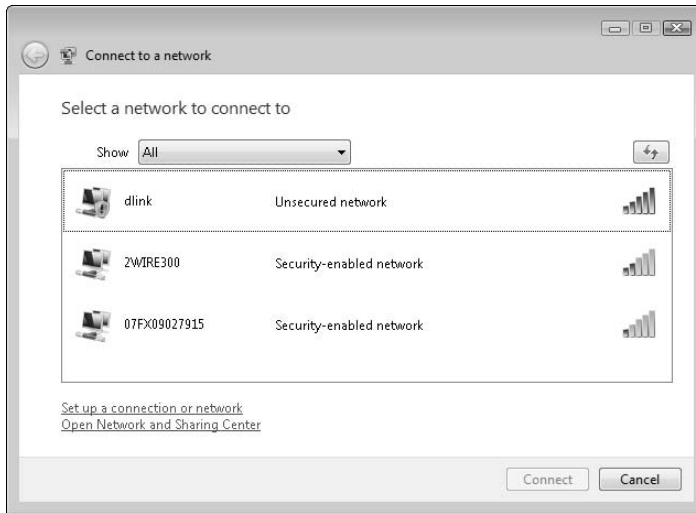 Connect to a network
Select a network to connect to
Show All
dlink Unsecured network
2WIRE300 Security-enabled network
07FX09027915 Security-enabled network
Set up a connection or network
Open Network and Sharing Center
Connect Cancel